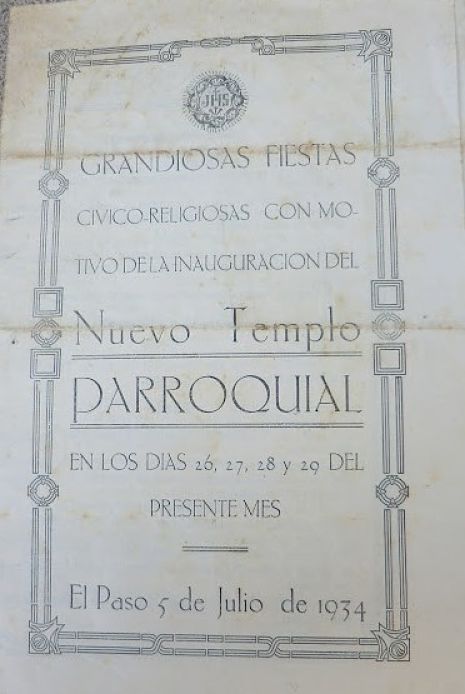 JHS
GRANDIOSAS FIESTAS
CIVICO-RELIGIOSAS CON MO-
TIVO DE LA INAUGURACION DEL
Nuevo Templo
PARROQUIAL
EN LOS DIAS 26, 27, 28 y 29 DEL
PRESENTE MES
El Paso 5 de Julio de 1934